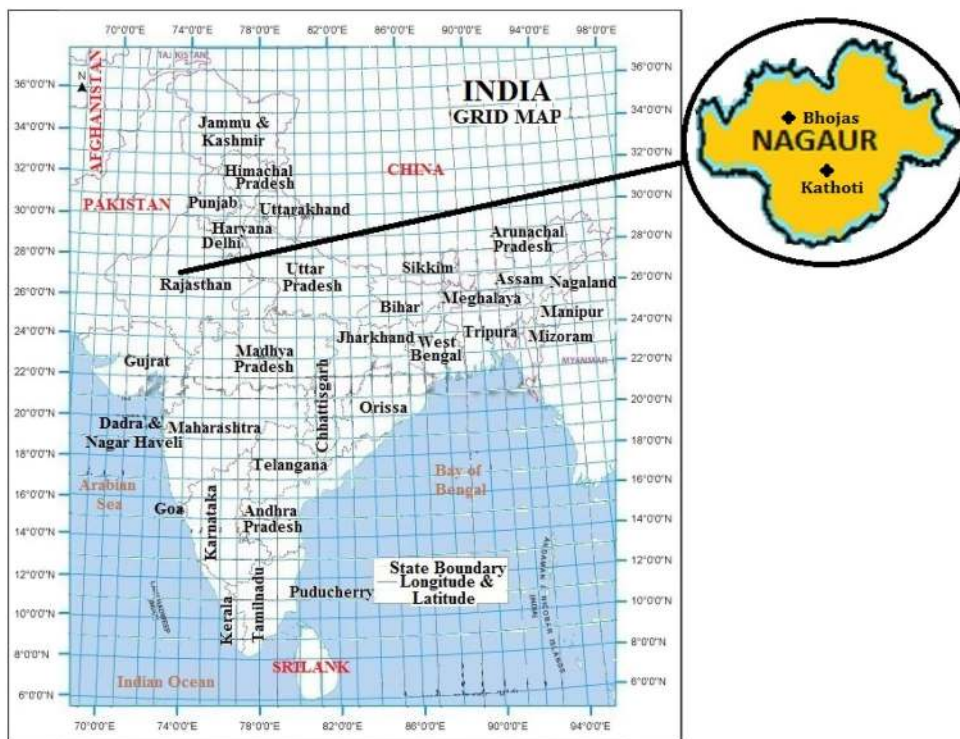 70°0'0"E 74°0'0"E 78°0'0"E 82°0'0"E 86°0'0"E 90°0'0"E 94°0'0"E 98°0'0"E
TAJIKISTAN
AFGHANISTAN
N
INDIA
GRID MAP
36°0'0"N
34°0'0"N
32°0'0"N
30°0'0"N
28°0'0"N
26°0'0"N
24°0'0"N
22°0'0"N
20°0'0"N
18°0'0"N
16°0'0"N
14°0'0"N
12°0'0"N
10°0'0"N
8°0'0"N
6°0'0"N
Jammu &
Kashmir
CHINA
Himachal
Pradesh
PAKISTAN
Punjab
Uttarakhand
Haryana
Delhi
Arunachal
Pradesh
Rajasthan
Uttar
Pradesh
Sikkim
Assam
Nagaland
Bihar
Meghalaya
Manipur
Jharkhand
West
Bengal
Tripura
Mizoram
MYANMAR
Gujrat
Madhya
Pradesh
Chhattisgarh
Orissa
Dadra &
Nagar Haveli
Maharashtra
Telangana
Arabian
Sea
Bay of
Bengal
Goa
Karnataka
Andhra
Pradesh
State Boundary
Longitude &
Latitude
Puducherry
Kerala
Tamilnadu
ANDAMAN / NICOBAR ISLANDS
(INDIA)
SRILANK
Indian Ocean
36°0'0"N
34°0'0"N
32°0'0"N
30°0'0"N
28°0'0"N
26°0'0"N
24°0'0"N
22°0'0"N
20°0'0"N
18°0'0"N
16°0'0"N
14°0'0"N
12°0'0"N
10°0'0"N
8°0'0"N
6°0'0"N
70°0'0"E 74°0'0"E 78°0'0"E 82°0'0"E 86°0'0"E 90°0'0"E 94°0'0"E
Bhojas
NAGAUR
Kathoti